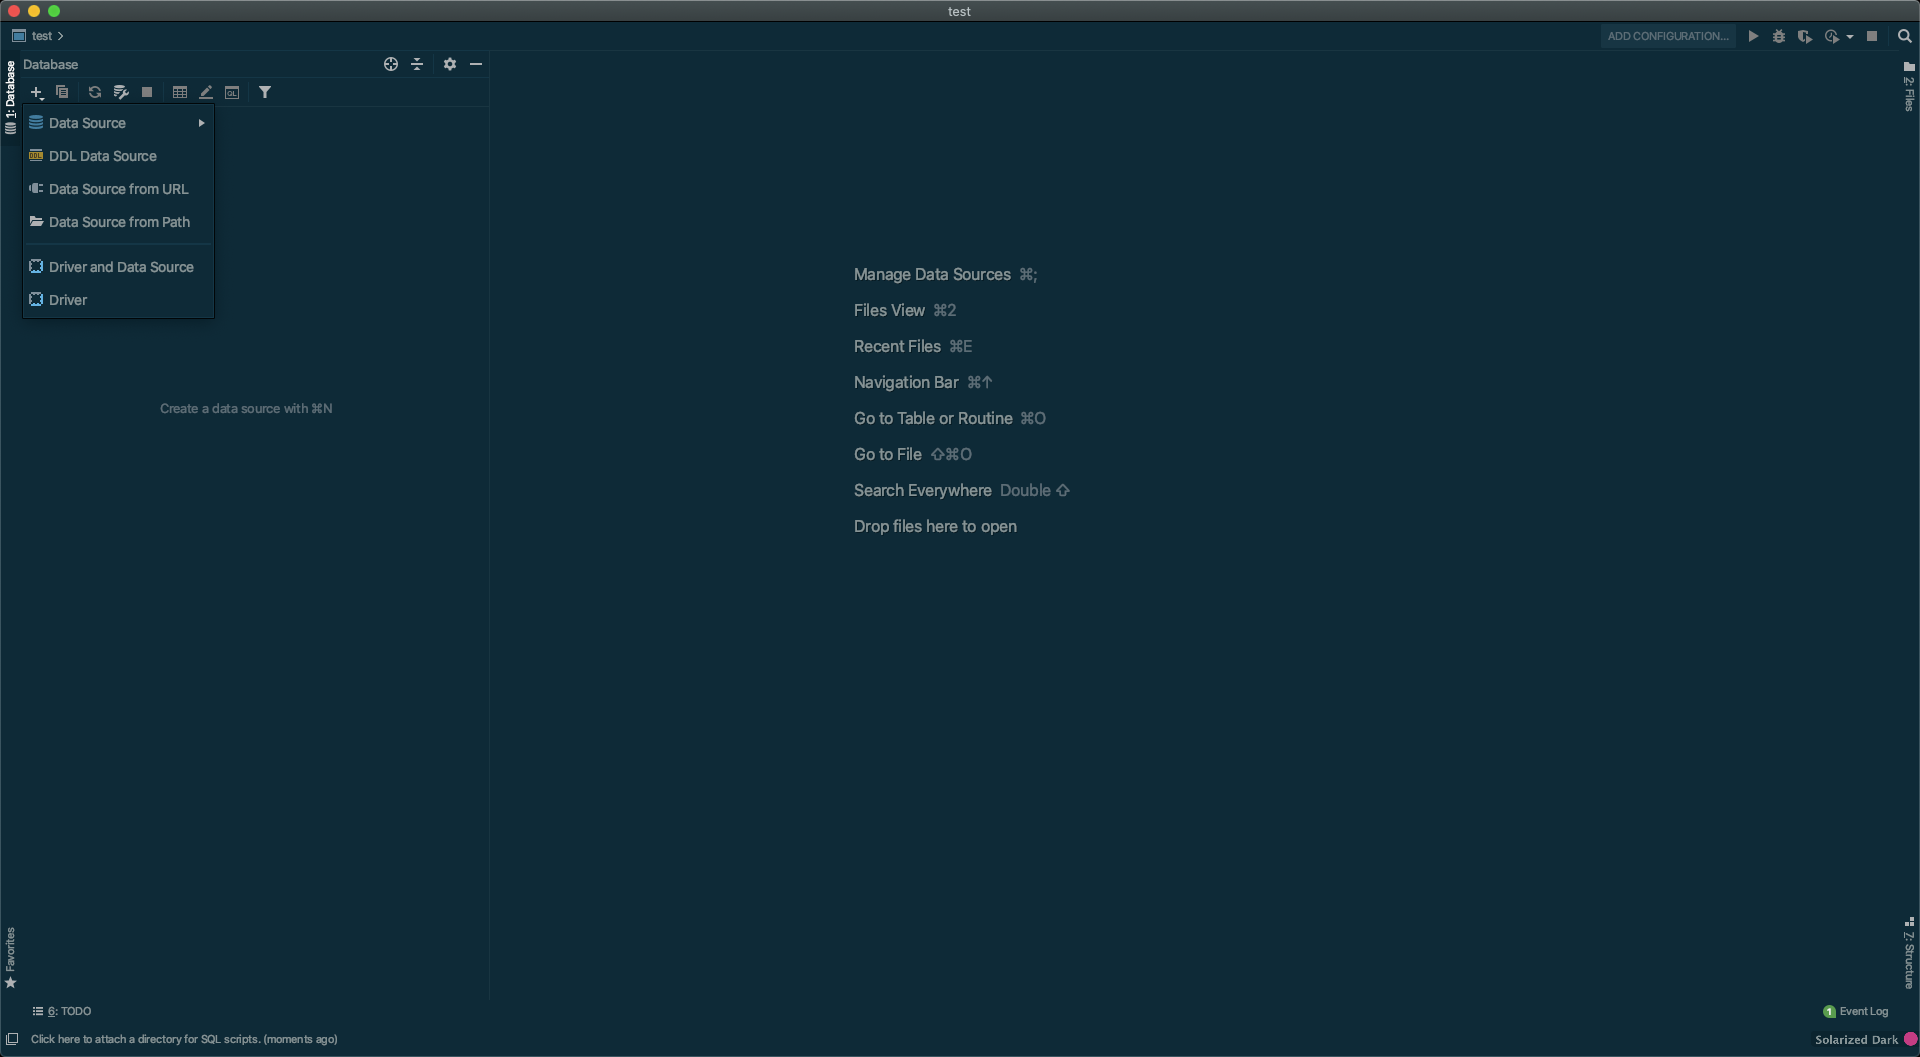 test
test
ADD CONFIGURATION...
1: Database
Database
2: Files
Data Source
DDL Data Source
Data Source from URL
Data Source from Path
Driver and Data Source
Driver
Create a data source with ⌘N
Manage Data Sources ⌘;
Files View ⌘2
Recent Files ⌘E
Navigation Bar ⌘↑
Go to Table or Routine ⌘O
Go to File ⇧⌘O
Search Everywhere Double ⇧
Drop files here to open
Favorites
7: Structure
6: TODO
1 Event Log
Click here to attach a directory for SQL scripts. (moments ago)
Solarized Dark